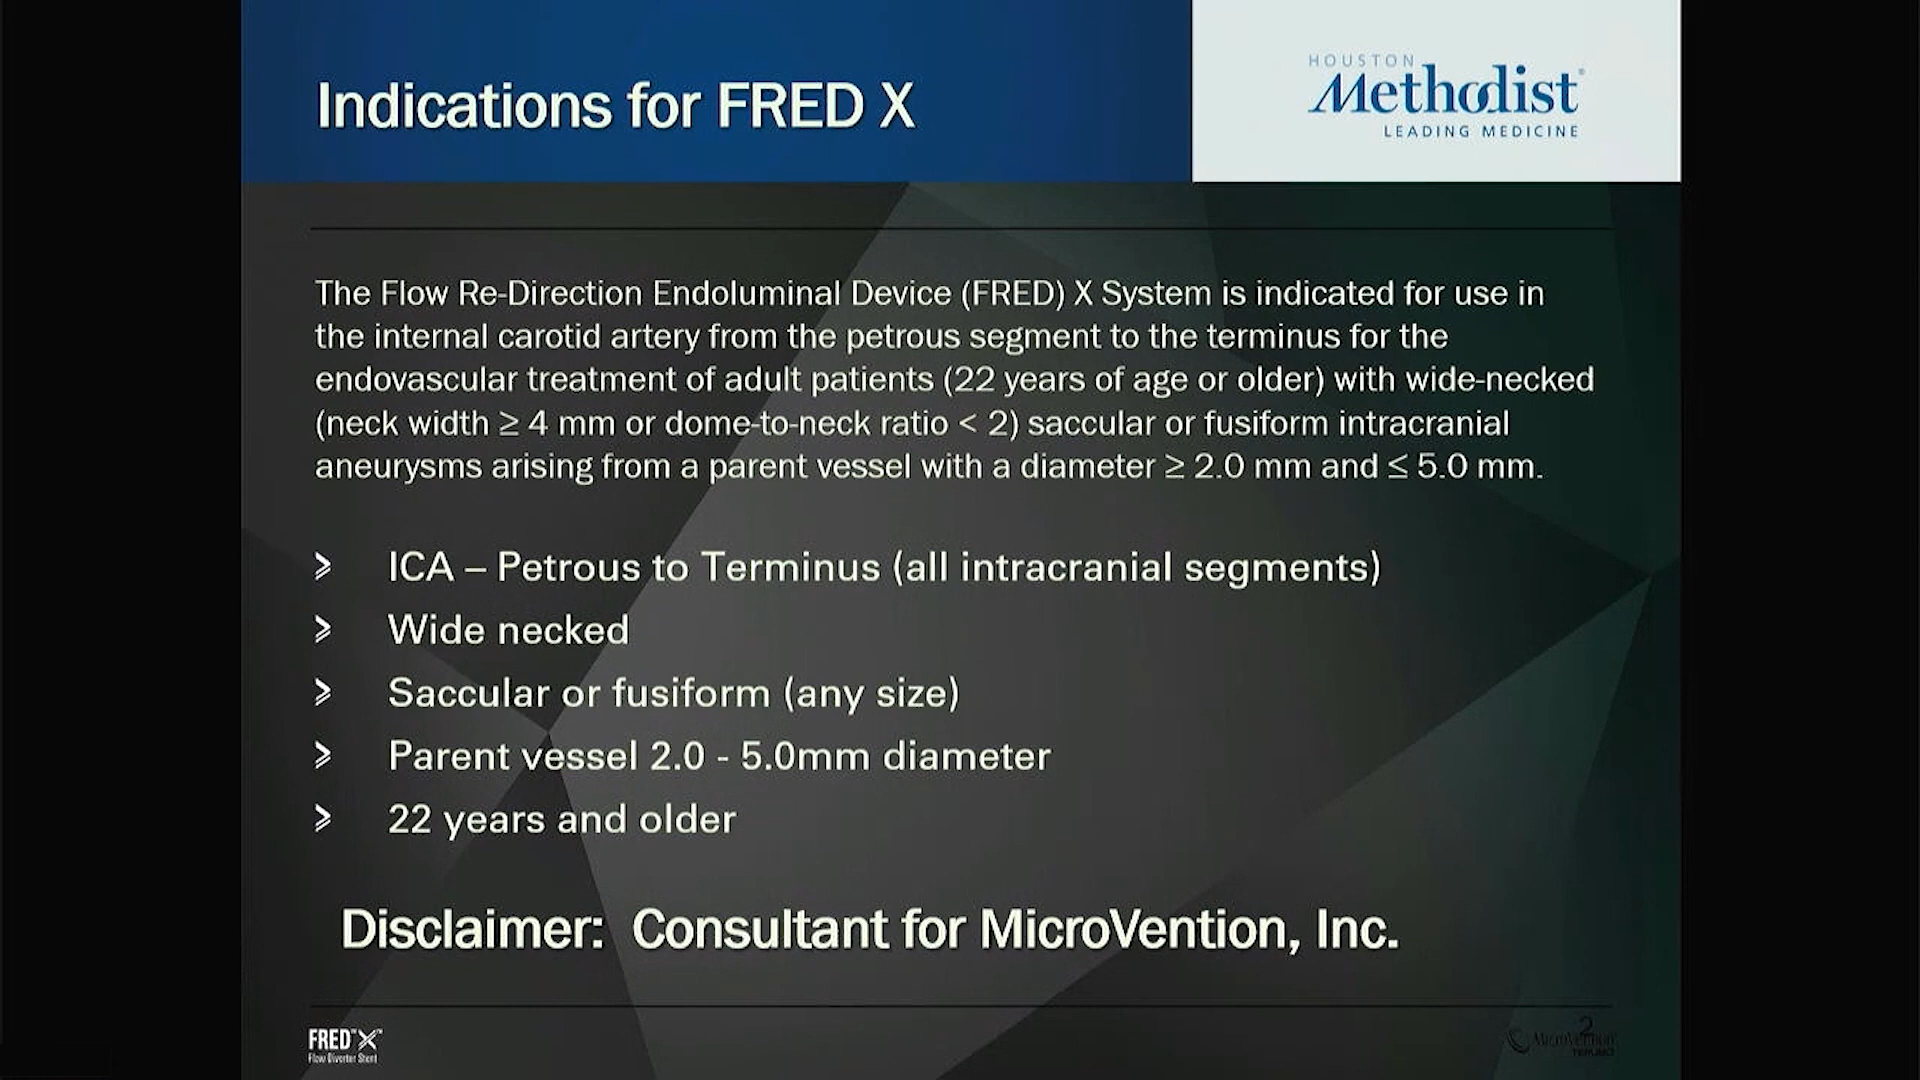 Indications for FRED X
HOUSTON
Methodist®
LEADING MEDICINE
The Flow Re-Direction Endoluminal Device (FRED) X System is indicated for use in
the internal carotid artery from the petrous segment to the terminus for the
endovascular treatment of adult patients (22 years of age or older) with wide-necked
(neck width ≥ 4 mm or dome-to-neck ratio < 2) saccular or fusiform intracranial
aneurysms arising from a parent vessel with a diameter ≥ 2.0 mm and ≤ 5.0 mm.
ICA – Petrous to Terminus (all intracranial segments)
Wide necked
Saccular or fusiform (any size)
Parent vessel 2.0 - 5.0mm diameter
22 years and older
Disclaimer: Consultant for MicroVention, Inc.
FRED™ X™
Flow Diverter Stent
2
MicroVention
TERUMO